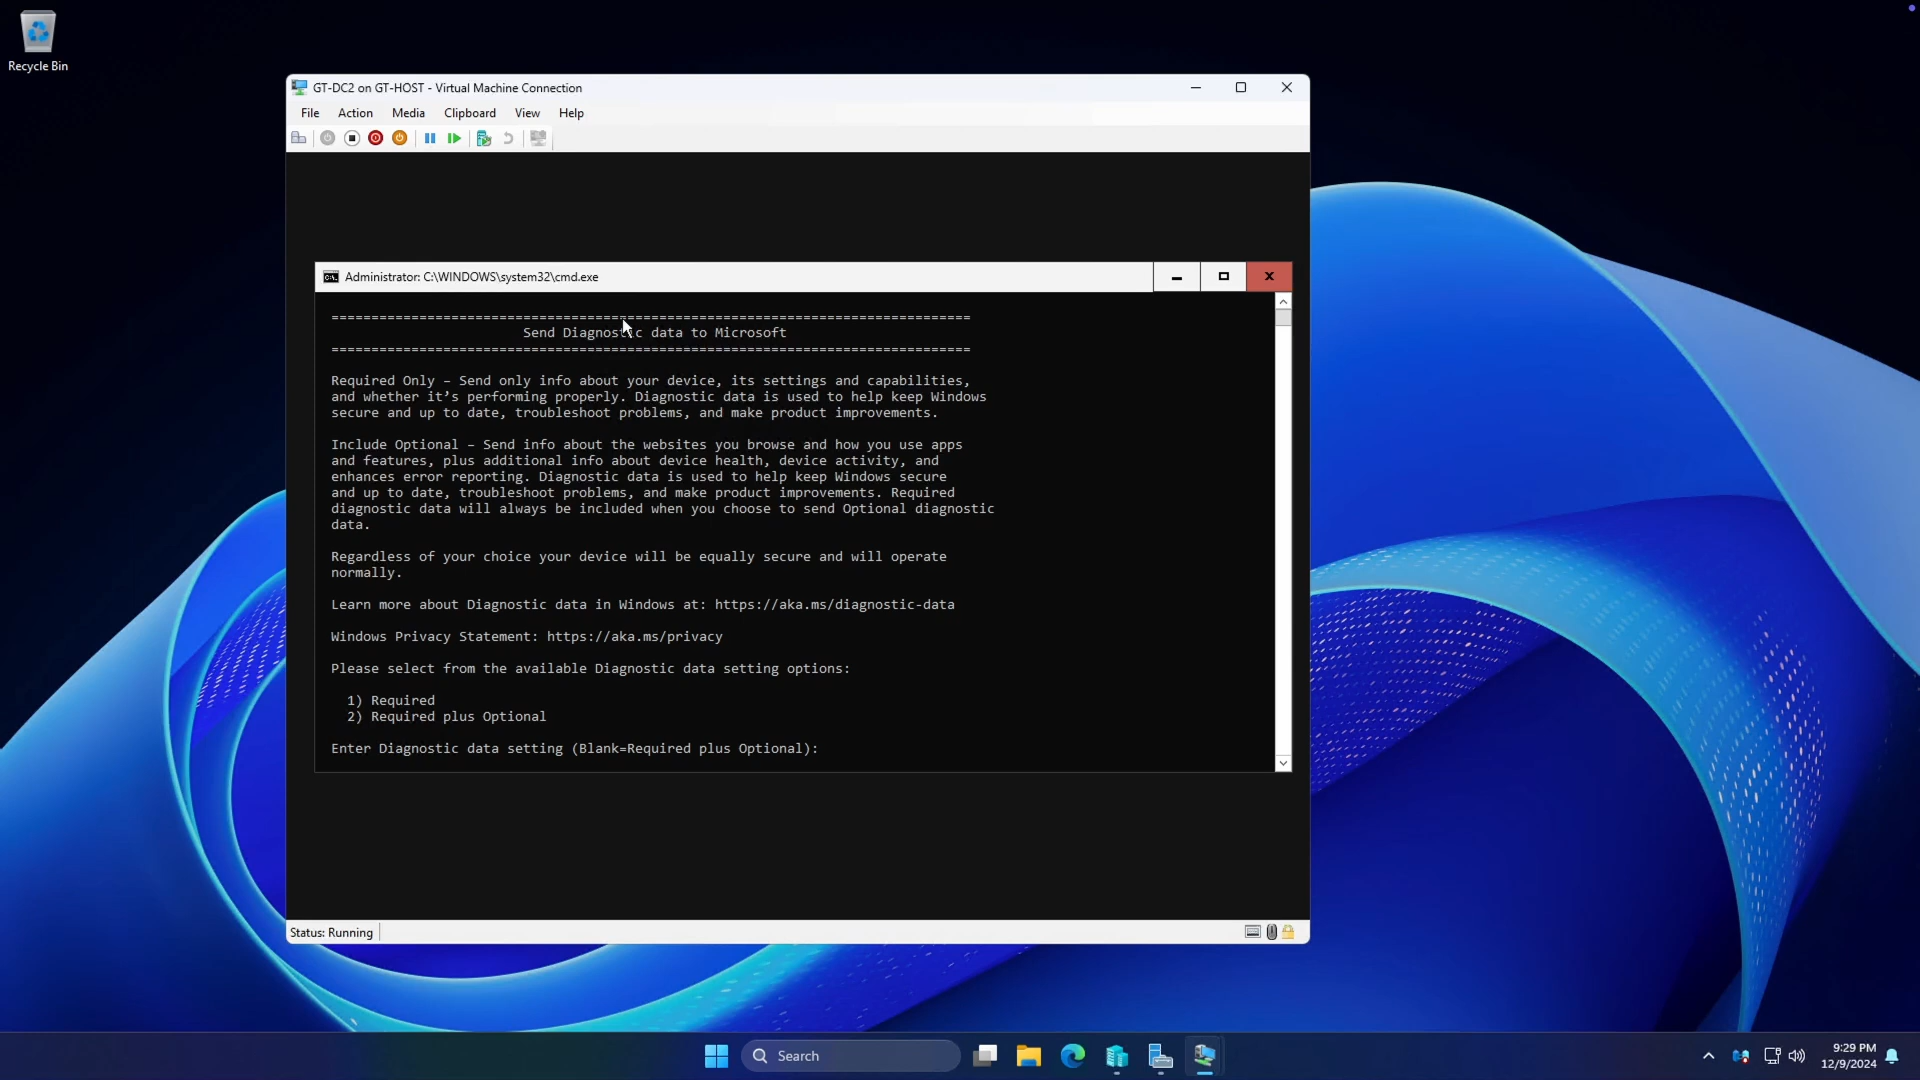 Recycle Bin
GT-DC2 on GT-HOST - Virtual Machine Connection
File Action Media Clipboard View Help
Administrator: C:\WINDOWS\system32\cmd.exe
================================================================================
Send Diagnostic data to Microsoft
================================================================================
Required Only – Send only info about your device, its settings and capabilities,
and whether it’s performing properly. Diagnostic data is used to help keep Windows
secure and up to date, troubleshoot problems, and make product improvements.
Include Optional – Send info about the websites you browse and how you use apps
and features, plus additional info about device health, device activity, and
enhances error reporting. Diagnostic data is used to help keep Windows secure
and up to date, troubleshoot problems, and make product improvements. Required
diagnostic data will always be included when you choose to send Optional diagnostic
data.
Regardless of your choice your device will be equally secure and will operate
normally.
Learn more about Diagnostic data in Windows at: https://aka.ms/diagnostic-data
Windows Privacy Statement: https://aka.ms/privacy
Please select from the available Diagnostic data setting options:
1) Required
2) Required plus Optional
Enter Diagnostic data setting (Blank=Required plus Optional):
Status: Running
Search
9:29 PM
12/9/2024